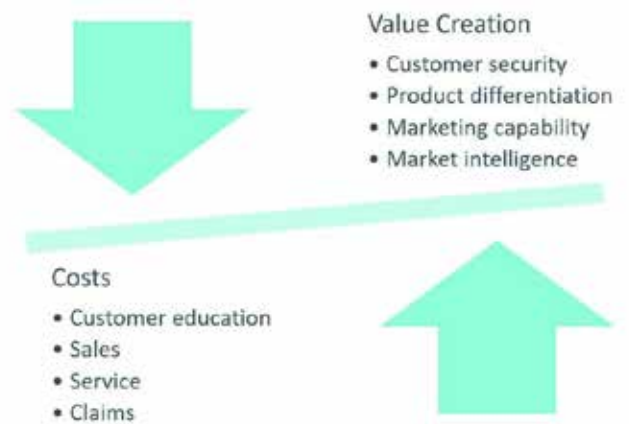 Value Creation
• Customer security
• Product differentiation
• Marketing capability
• Market intelligence
Costs
• Customer education
• Sales
• Service
• Claims